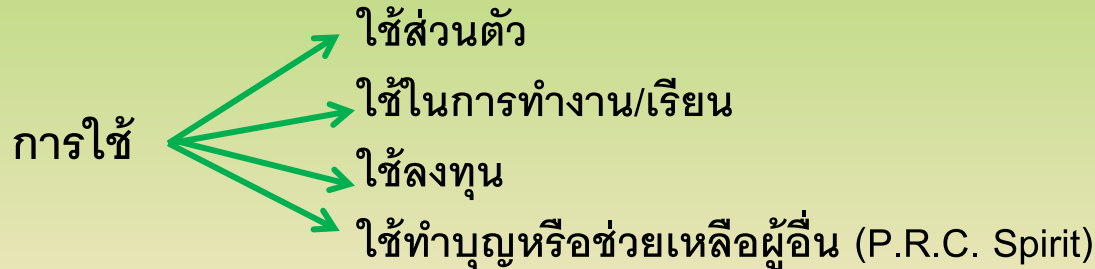 ใช้ส่วนตัว
ใช้ในการทำงาน/เรียน
การใช้
ใช้ลงทุน
ใช้ทำบุญหรือช่วยเหลือผู้อื่น (P.R.C. Spirit)